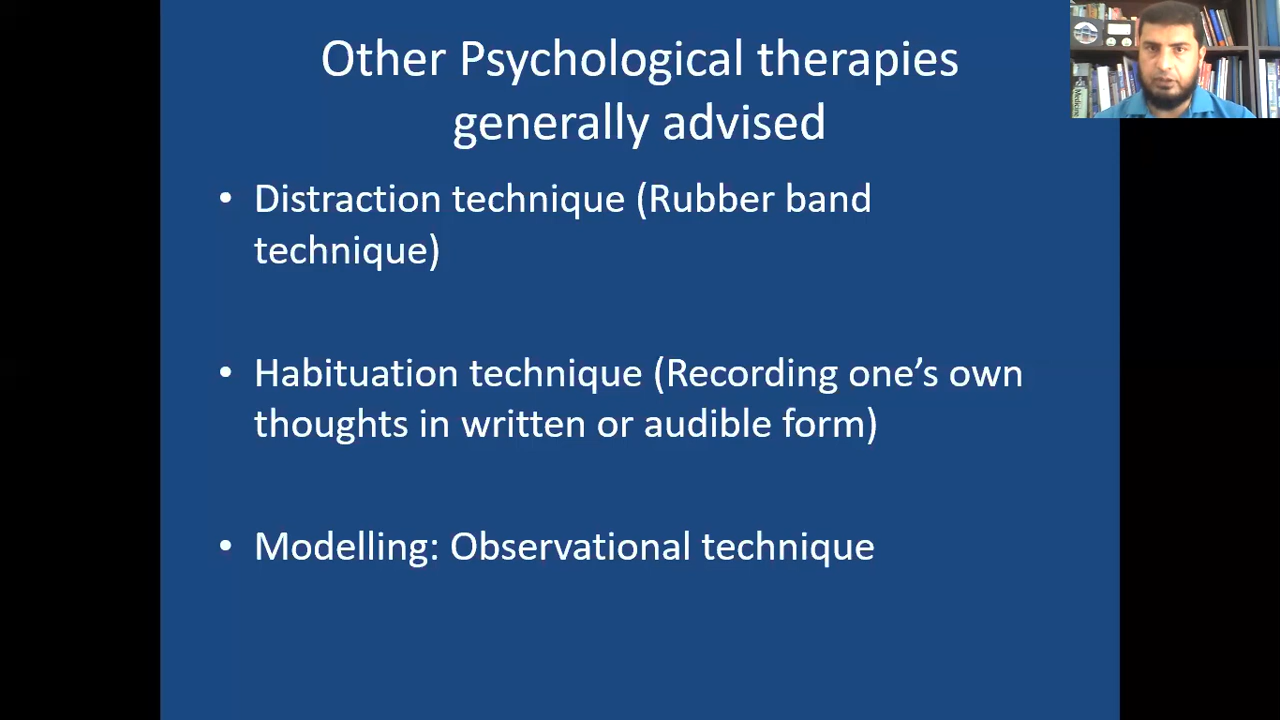 Other Psychological therapies
generally advised
• Distraction technique (Rubber band
technique)
• Habituation technique (Recording one’s own
thoughts in written or audible form)
• Modelling: Observational technique